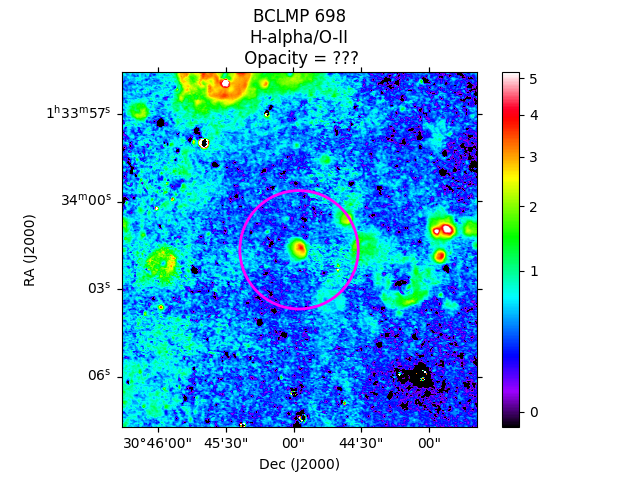 BCLMP 698
H-alpha/O-II
Opacity = ???
1ʰ33ᵐ57ˢ
34ᵐ00ˢ
03ˢ
06ˢ
RA (J2000)
30°46'00" 45'30" 00" 44'30" 00"
Dec (J2000)
5
4
3
2
1
0